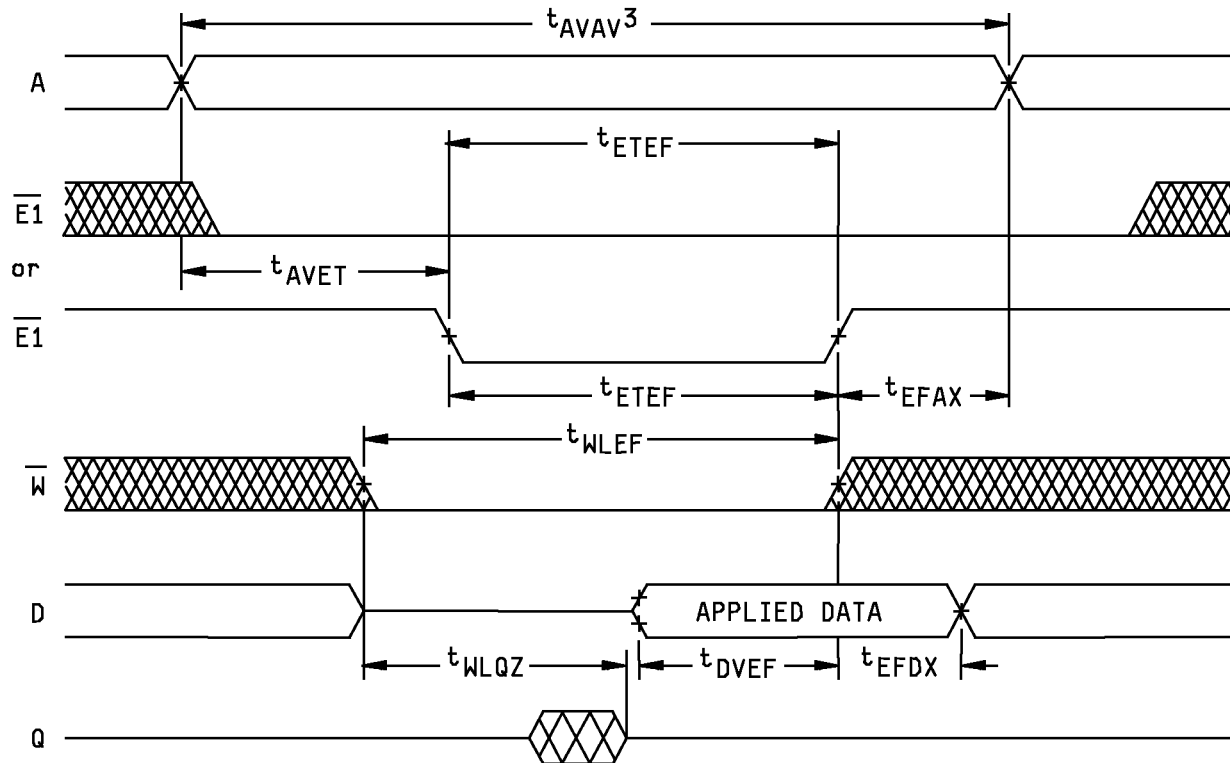 tAVAV3
A
tETEF
E1
or
tAVET
E1
tETEF
tEFAX
tWLEF
W
D
APPLIED DATA
tWLQZ
tDVEF
tEFDX
Q